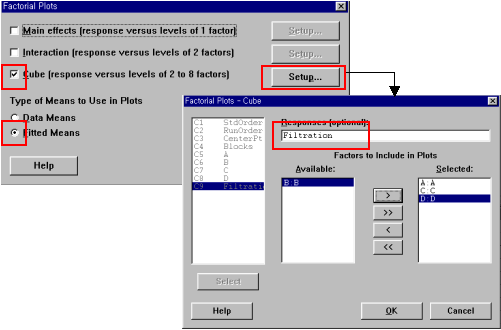 Factorial Plots
Main effects (response versus levels of 1 factor)
Setup...
Interaction (response versus levels of 2 factors)
Setup...
Cube (response versus levels of 2 to 8 factors)
Setup...
Type of Means to Use in Plots
Data Means
Fitted Means
Help
Factorial Plots - Cube
C1 StdOrder
C2 RunOrder
C3 CenterPt
C4 Blocks
C5 A
C6 B
C7 C
C8 D
C9 Filtrati
Responses (optional):
Filtration
Factors to Include in Plots
Available:
Selected:
B:B
>
>>
<
<<
A:A
C:C
D:D
Select
Help
OK
Cancel